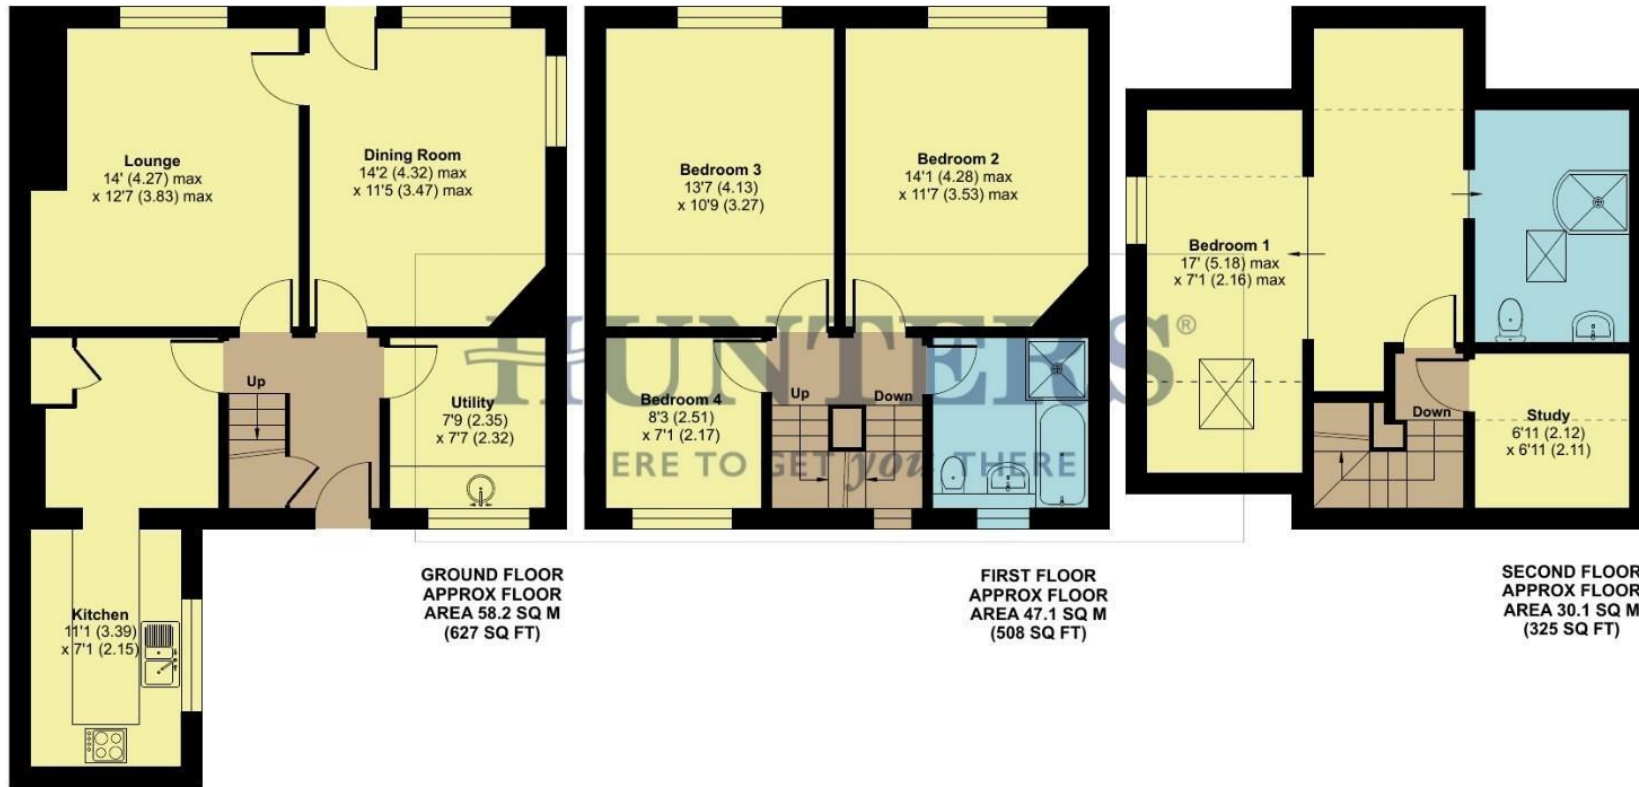 Lounge
14' (4.27) max
x 12'7 (3.83) max
Dining Room
14'2 (4.32) max
x 11'5 (3.47) max
Up
Utility
7'9 (2.35)
x 7'7 (2.32)
Kitchen
11'1 (3.39)
x 7'1 (2.15)
GROUND FLOOR
APPROX FLOOR
AREA 58.2 SQ M
(627 SQ FT)
Bedroom 3
13'7 (4.13)
x 10'9 (3.27)
Bedroom 2
14'1 (4.28) max
x 11'7 (3.53) max
Bedroom 4
8'3 (2.51)
x 7'1 (2.17)
Up
Down
FIRST FLOOR
APPROX FLOOR
AREA 47.1 SQ M
(508 SQ FT)
Bedroom 1
17' (5.18) max
x 7'1 (2.16) max
Down
Study
6'11 (2.12)
x 6'11 (2.11)
SECOND FLOOR
APPROX FLOOR
AREA 30.1 SQ M
(325 SQ FT)
HUNTERS®
HERE TO GET you THERE